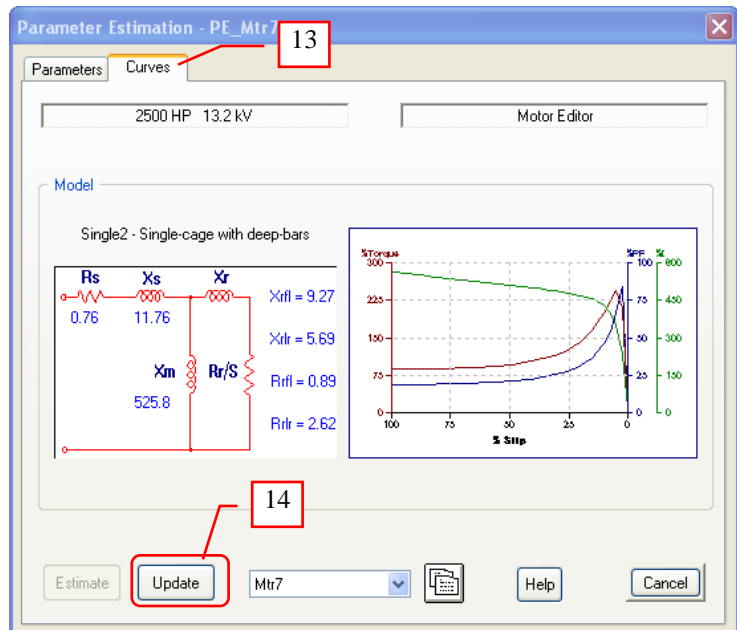 Parameter Estimation - PE_Mtr7
13
Parameters Curves
2500 HP 13.2 kV Motor Editor
Model
Single2 - Single-cage with deep-bars
Rs Xs Xr
0.76 11.76
Xm Rr/S
525.8
Xrfl = 9.27
Xrlr = 5.69
Rrfl = 0.89
Rrlr = 2.62
%Torque %PF %I
300 100 600
225 75 450
150 50 300
75 25 150
0 0 0
100 75 50 25 0
% Slip
14
Estimate Update Mtr7 Help Cancel